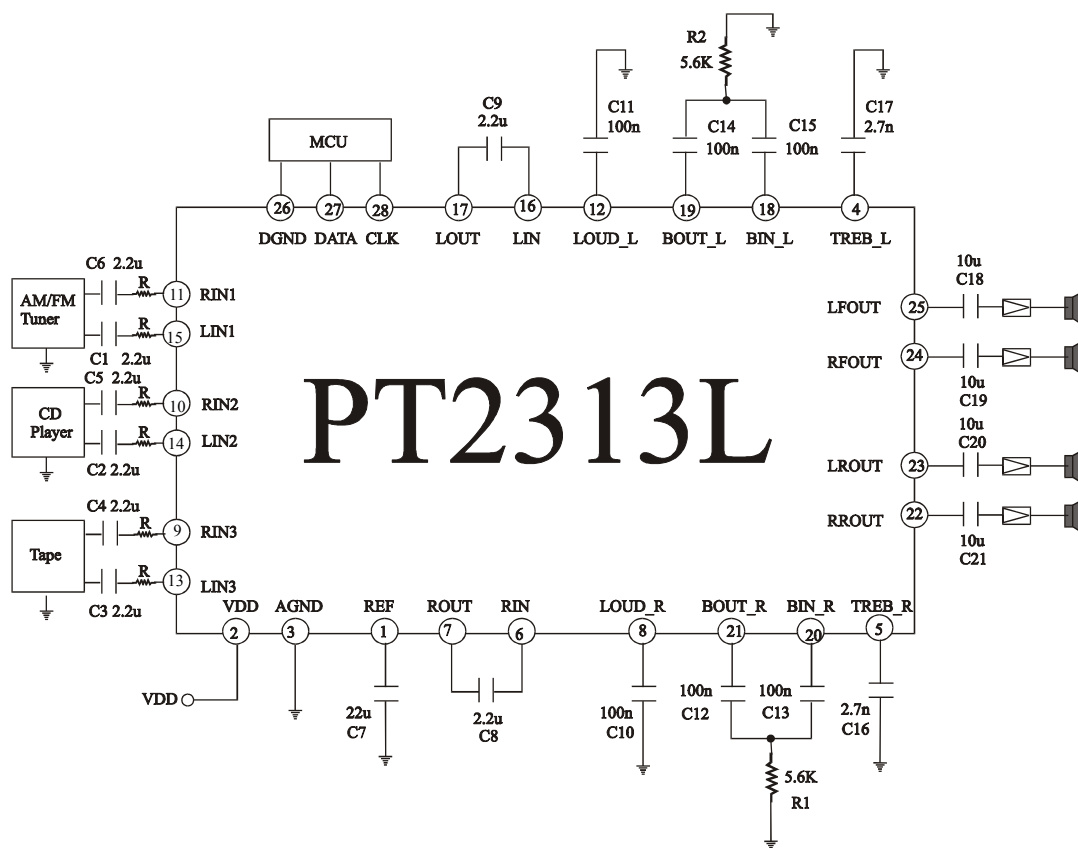 R2
5.6K
C11
100n
C14
100n
C15
100n
C17
2.7n
C9
2.2u
MCU
26
27
28
17
16
12
19
18
4
DGND
DATA
CLK
LOUT
LIN
LOUD_L
BOUT_L
BIN_L
TREB_L
C6 2.2u
R
AM/FM
Tuner
11
RIN1
R
15
LIN1
C1 2.2u
C5 2.2u
R
CD
Player
10
RIN2
R
14
LIN2
C2 2.2u
C4 2.2u
R
Tape
9
RIN3
R
13
LIN3
C3 2.2u
PT2313L
10u
C18
LFOUT
25
RFOUT
24
10u
C19
10u
C20
LROUT
23
RROUT
22
10u
C21
VDD
AGND
REF
ROUT
RIN
LOUD_R
BOUT_R
BIN_R
TREB_R
2
3
1
7
6
8
21
20
5
VDD
22u
C7
2.2u
C8
100n
C10
100n
C12
100n
C13
2.7n
C16
5.6K
R1